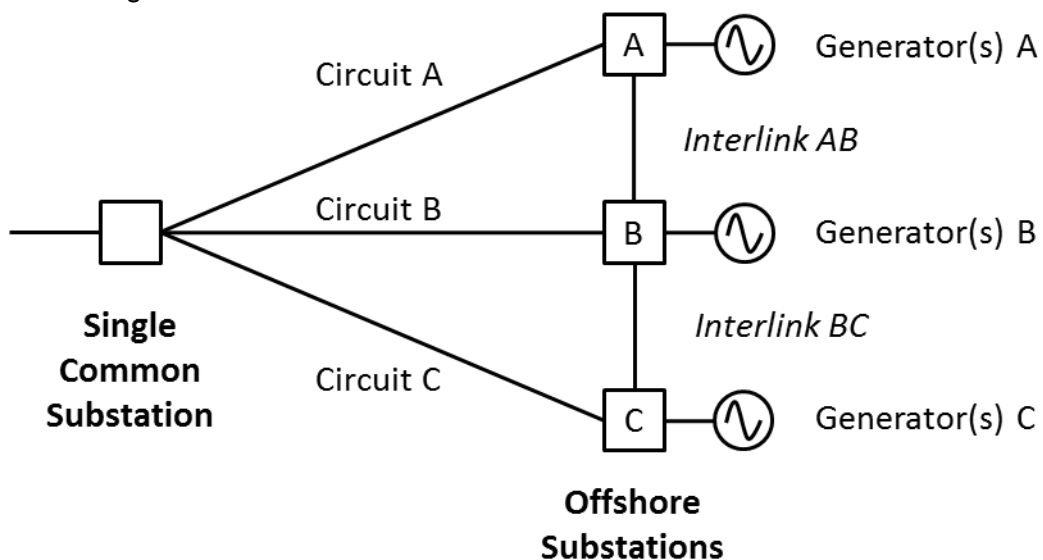 A
Generator(s) A
Circuit A
Interlink AB
Circuit B
B
Generator(s) B
Single
Common
Substation
Interlink BC
Circuit C
C
Generator(s) C
Offshore
Substations